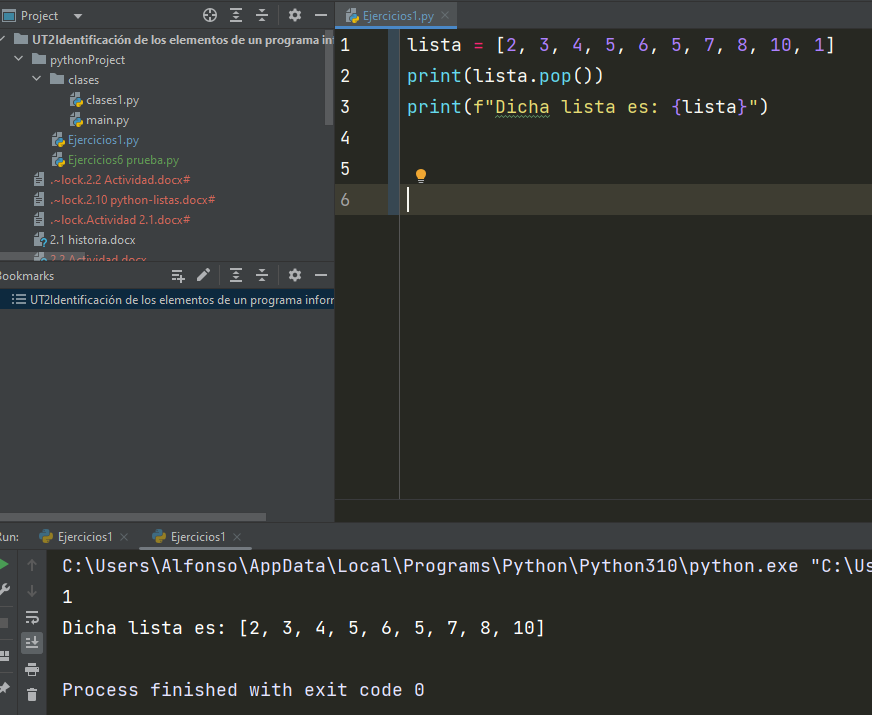 Project
UT2Identificación de los elementos de un programa in
pythonProject
clases
clases1.py
main.py
Ejercicios1.py
Ejercicios6 prueba.py
.~lock.2.2 Actividad.docx#
.~lock.2.10 python-listas.docx#
.~lock.Actividad 2.1.docx#
2.1 historia.docx
2.2 Actividad.docx
Bookmarks
UT2Identificación de los elementos de un programa inforr
Ejercicios1.py
1 lista = [2, 3, 4, 5, 6, 5, 7, 8, 10, 1]
2 print(lista.pop())
3 print(f"Dicha lista es: {lista}")
4
5
6
Run: Ejercicios1 Ejercicios1
C:\Users\Alfonso\AppData\Local\Programs\Python\Python310\python.exe "C:\Us
1
Dicha lista es: [2, 3, 4, 5, 6, 5, 7, 8, 10]
Process finished with exit code 0